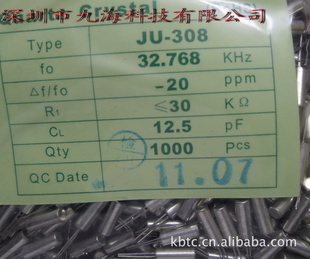 Crystal
深圳市九海科技有限公司
Type JU-308
fo 32.768 KHz
Δf/fo -20 ppm
R₁ ≤30 KΩ
CL 12.5 pF
Qty 1000 pcs
QC Date 11.07
kbtc.cn.alibaba.com